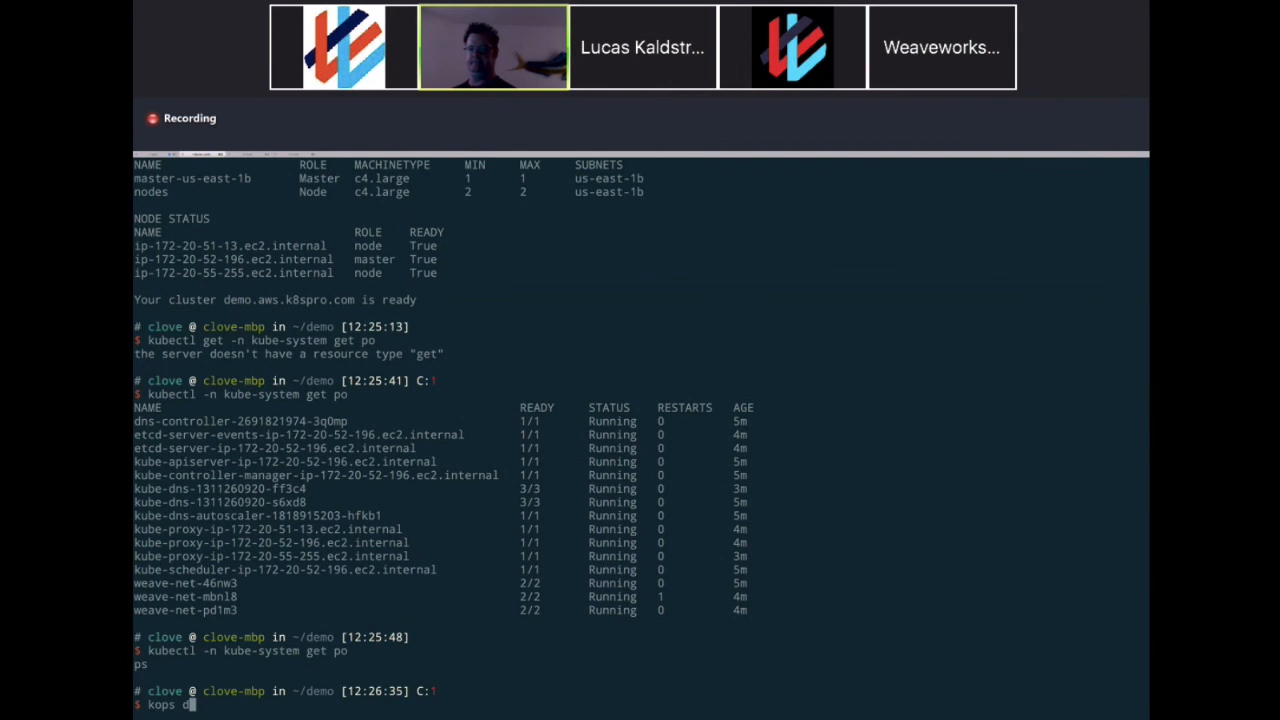 Lucas Kaldstr...
Weaveworks...
Recording
NAME ROLE MACHINETYPE MIN MAX SUBNETS
master-us-east-1b Master c4.large 1 1 us-east-1b
nodes Node c4.large 2 2 us-east-1b
NODE STATUS
NAME ROLE READY
ip-172-20-51-13.ec2.internal node True
ip-172-20-52-196.ec2.internal master True
ip-172-20-55-255.ec2.internal node True
Your cluster demo.aws.k8spro.com is ready
# clove @ clove-mbp in ~/demo [12:25:13]
$ kubectl get -n kube-system get po
the server doesn't have a resource type "get"
# clove @ clove-mbp in ~/demo [12:25:41] C:1
$ kubectl -n kube-system get po
NAME READY STATUS RESTARTS AGE
dns-controller-2691821974-3q0mp 1/1 Running 0 5m
etcd-server-events-ip-172-20-52-196.ec2.internal 1/1 Running 0 4m
etcd-server-ip-172-20-52-196.ec2.internal 1/1 Running 0 4m
kube-apiserver-ip-172-20-52-196.ec2.internal 1/1 Running 0 5m
kube-controller-manager-ip-172-20-52-196.ec2.internal 1/1 Running 0 5m
kube-dns-1311260920-ff3c4 3/3 Running 0 3m
kube-dns-1311260920-s6xd8 3/3 Running 0 5m
kube-dns-autoscaler-1818915203-hfkb1 1/1 Running 0 5m
kube-proxy-ip-172-20-51-13.ec2.internal 1/1 Running 0 4m
kube-proxy-ip-172-20-52-196.ec2.internal 1/1 Running 0 4m
kube-proxy-ip-172-20-55-255.ec2.internal 1/1 Running 0 3m
kube-scheduler-ip-172-20-52-196.ec2.internal 1/1 Running 0 5m
weave-net-46nw3 2/2 Running 0 5m
weave-net-mbnl8 2/2 Running 1 4m
weave-net-pd1m3 2/2 Running 0 4m
# clove @ clove-mbp in ~/demo [12:25:48]
$ kubectl -n kube-system get po
ps
# clove @ clove-mbp in ~/demo [12:26:35] C:1
$ kops d